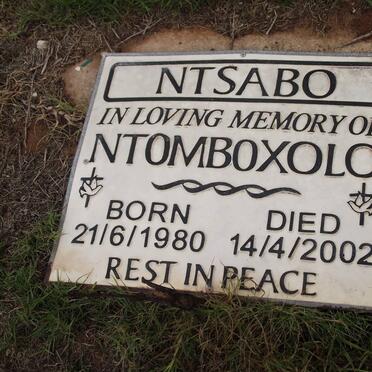 NTSABO
IN LOVING MEMORY OF
NTOMBOXOLO
BORN DIED
21/6/1980 14/4/2002
REST IN PEACE